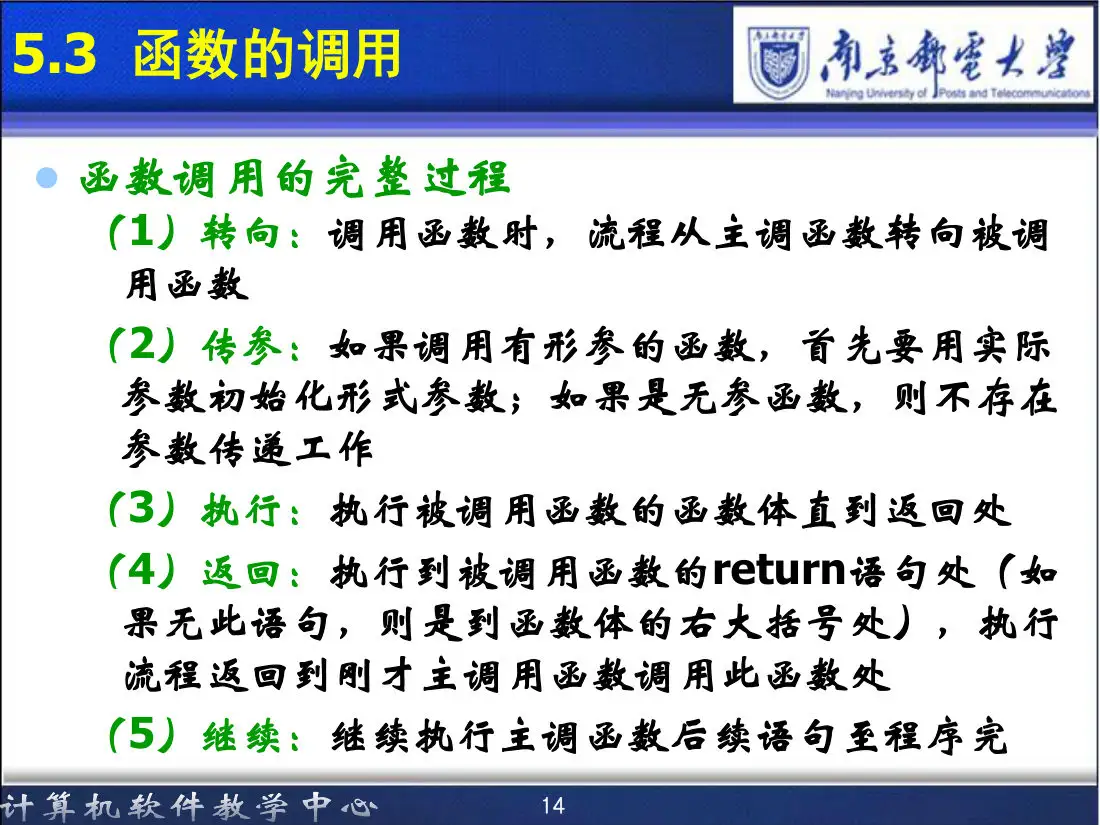 5.3 函数的调用
南京邮电大学
Nanjing University of Posts and Telecommunications
函数调用的完整过程
（1）转向：调用函数时，流程从主调函数转向被调
用函数
（2）传参：如果调用有形参的函数，首先要用实际
参数初始化形式参数；如果是无参函数，则不存在
参数传递工作
（3）执行：执行被调用函数的函数体直到返回处
（4）返回：执行到被调用函数的return语句处（如
果无此语句，则是到函数体的右大括号处），执行
流程返回到刚才主调用函数调用此函数处
（5）继续：继续执行主调函数后续语句至程序完
计算机软件教学中心
14